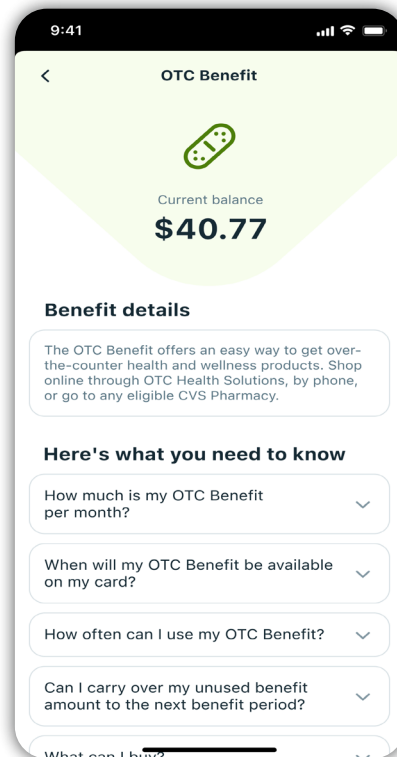 9:41
OTC Benefit
Current balance
$40.77
Benefit details
The OTC Benefit offers an easy way to get over-
the-counter health and wellness products. Shop
online through OTC Health Solutions, by phone,
or go to any eligible CVS Pharmacy.
Here's what you need to know
How much is my OTC Benefit
per month?
When will my OTC Benefit be available
on my card?
How often can I use my OTC Benefit?
Can I carry over my unused benefit
amount to the next benefit period?
What can I buy?